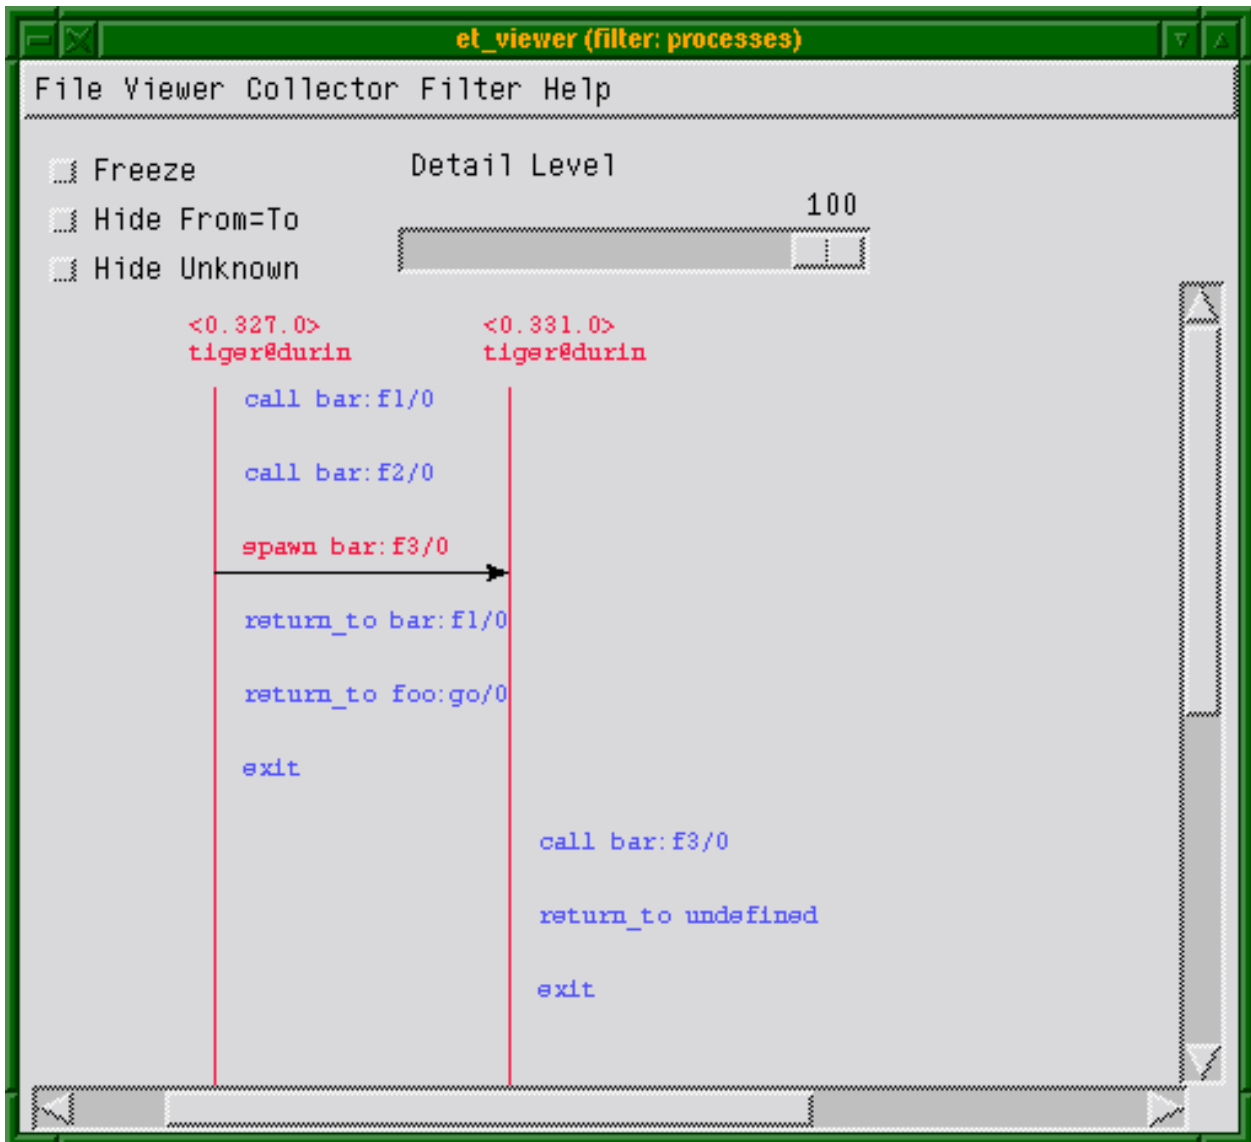 et_viewer (filter: processes)
File Viewer Collector Filter Help
Freeze
Detail Level
Hide From=To
100
Hide Unknown
<0.327.0> <0.331.0>
tiger@durin tiger@durin
call bar:f1/0
call bar:f2/0
spawn bar:f3/0
return_to bar:f1/0
return_to foo:go/0
exit
call bar:f3/0
return_to undefined
exit